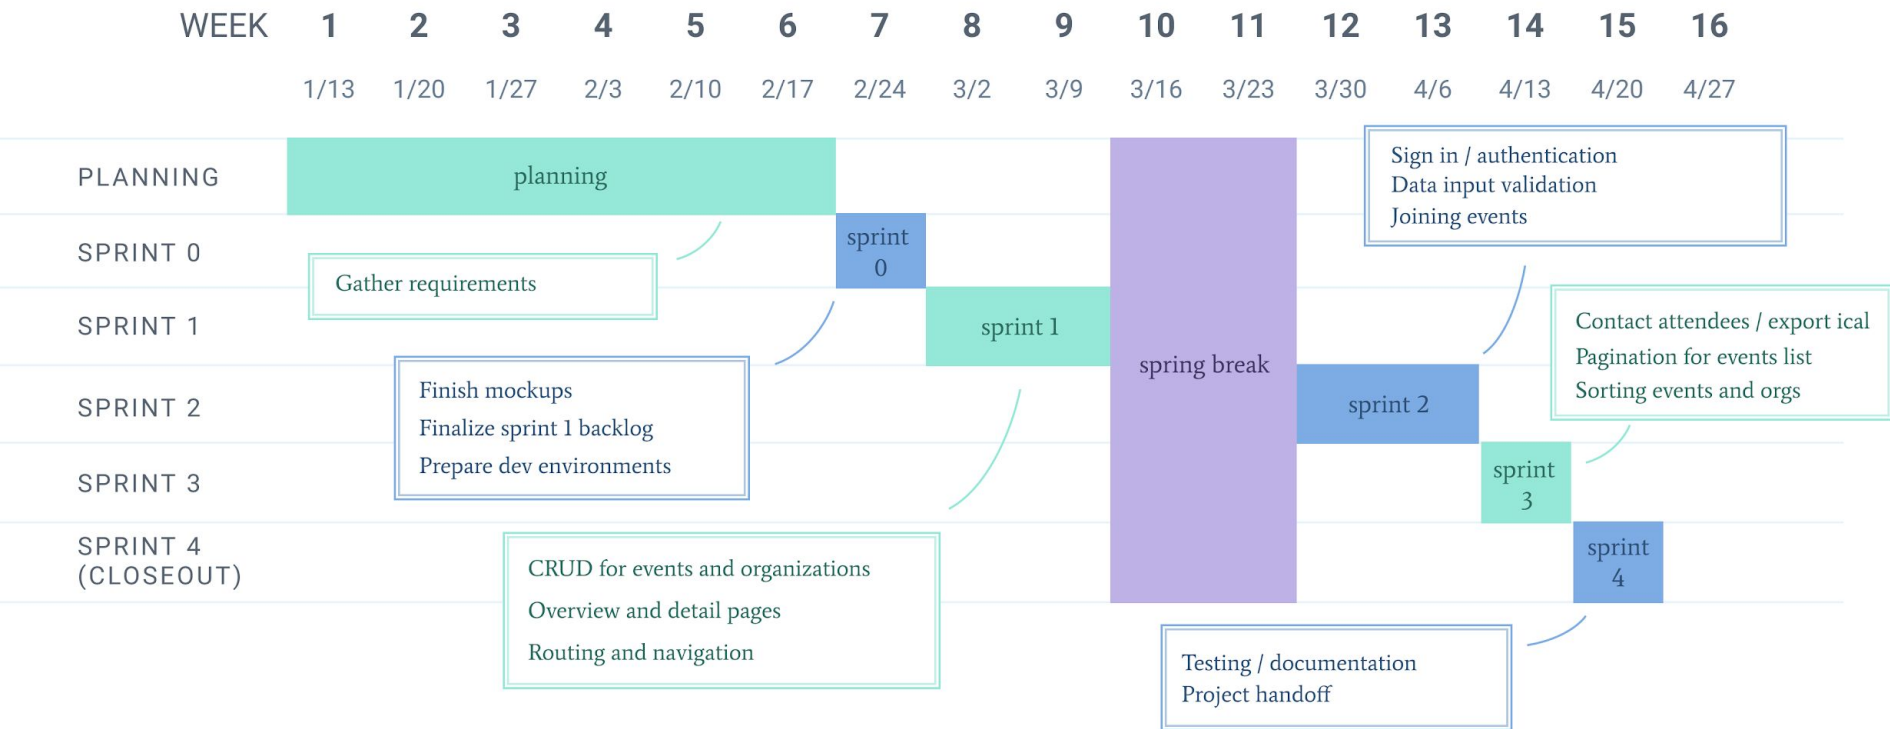 WEEK 1 2 3 4 5 6 7 8 9 10 11 12 13 14 15 16
1/13 1/20 1/27 2/3 2/10 2/17 2/24 3/2 3/9 3/16 3/23 3/30 4/6 4/13 4/20 4/27
PLANNING
planning
SPRINT 0
sprint
0
SPRINT 1
sprint 1
SPRINT 2
sprint 2
SPRINT 3
sprint
3
SPRINT 4
(CLOSEOUT)
sprint
4
spring break
Gather requirements
Finish mockups
Finalize sprint 1 backlog
Prepare dev environments
CRUD for events and organizations
Overview and detail pages
Routing and navigation
Sign in / authentication
Data input validation
Joining events
Contact attendees / export ical
Pagination for events list
Sorting events and orgs
Testing / documentation
Project handoff